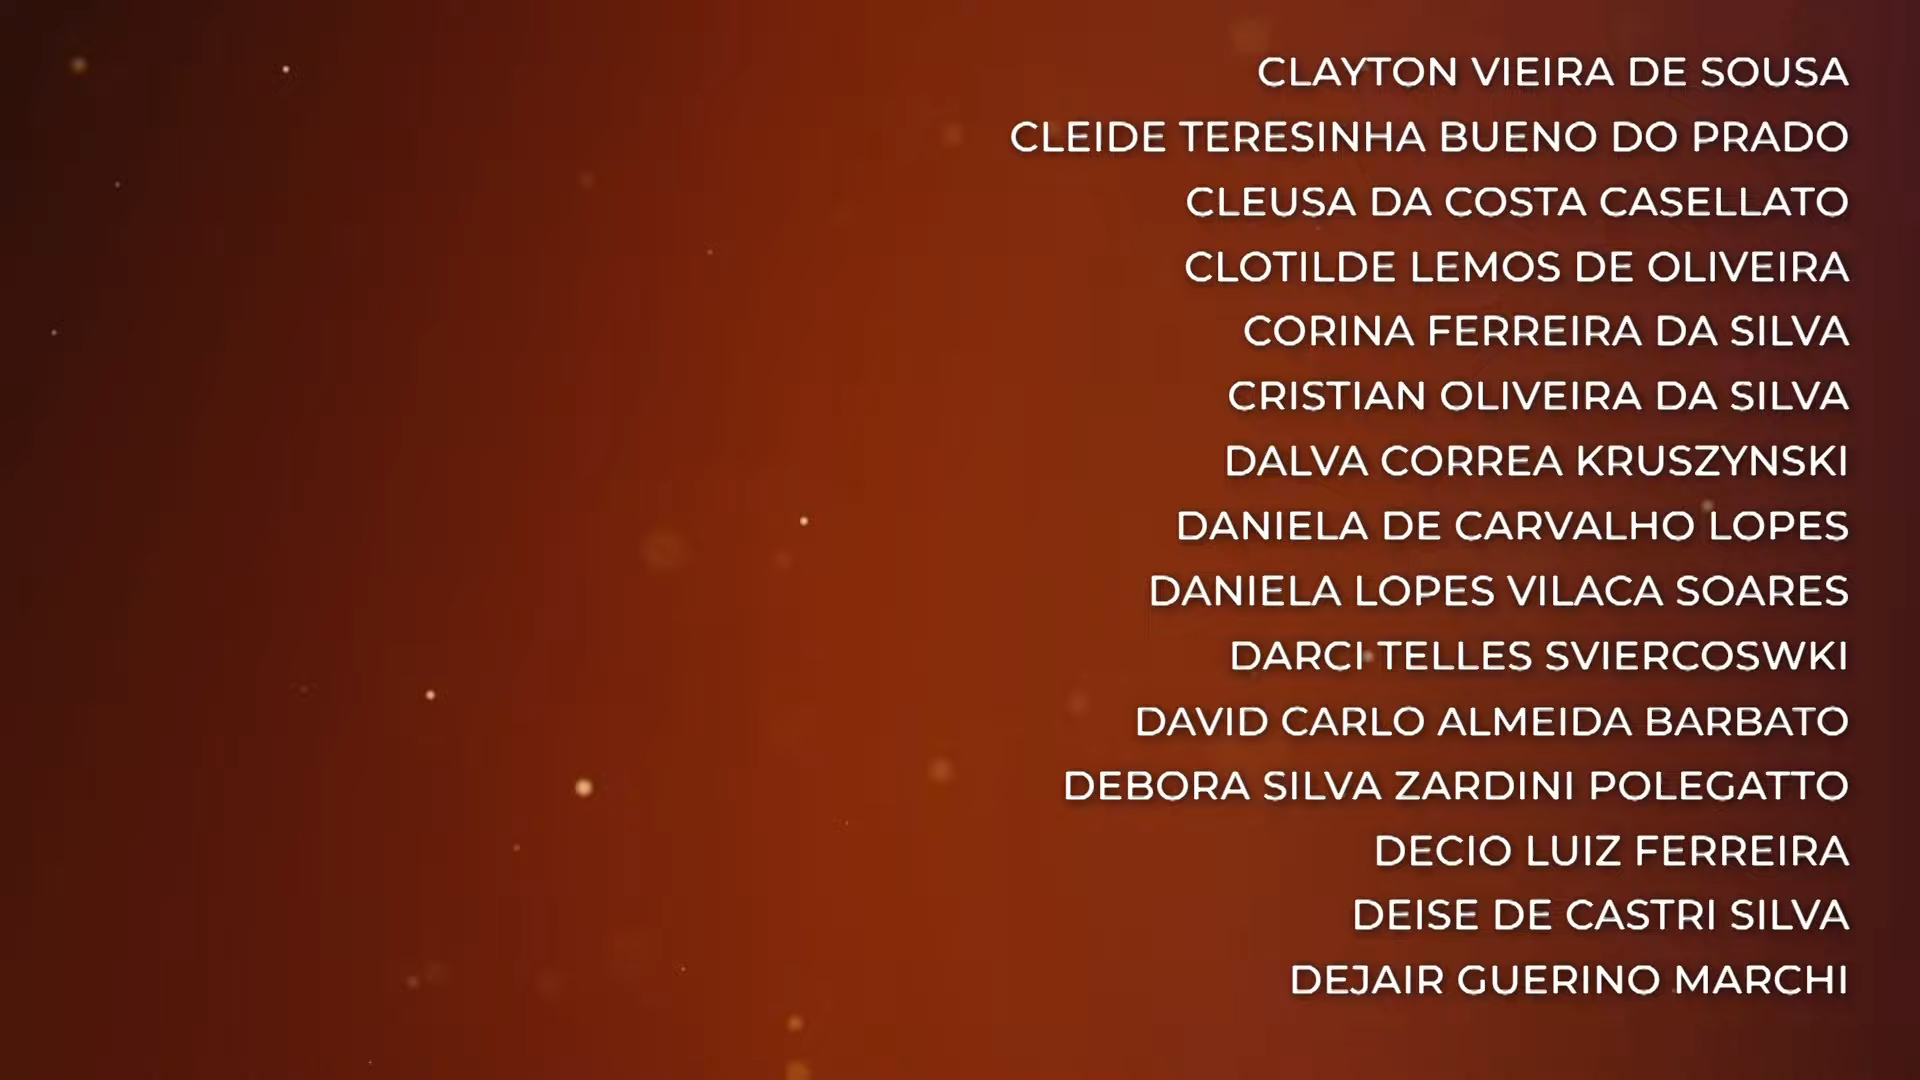 CLAYTON VIEIRA DE SOUSA
CLEIDE TERESINHA BUENO DO PRADO
CLEUSA DA COSTA CASELLATO
CLOTILDE LEMOS DE OLIVEIRA
CORINA FERREIRA DA SILVA
CRISTIAN OLIVEIRA DA SILVA
DALVA CORREA KRUSZYNSKI
DANIELA DE CARVALHO LOPES
DANIELA LOPES VILACA SOARES
DARCI TELLES SVIERCOSWKI
DAVID CARLO ALMEIDA BARBATO
DEBORA SILVA ZARDINI POLEGATTO
DECIO LUIZ FERREIRA
DEISE DE CASTRI SILVA
DEJAIR GUERINO MARCHI